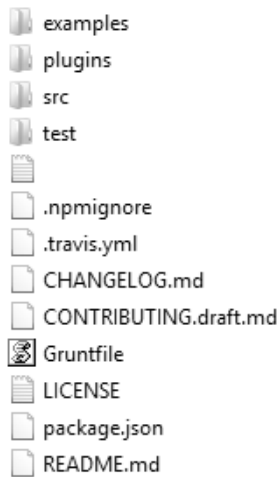 examples
plugins
src
test
.npmignore
.travis.yml
CHANGELOG.md
CONTRIBUTING.draft.md
Gruntfile
LICENSE
package.json
README.md